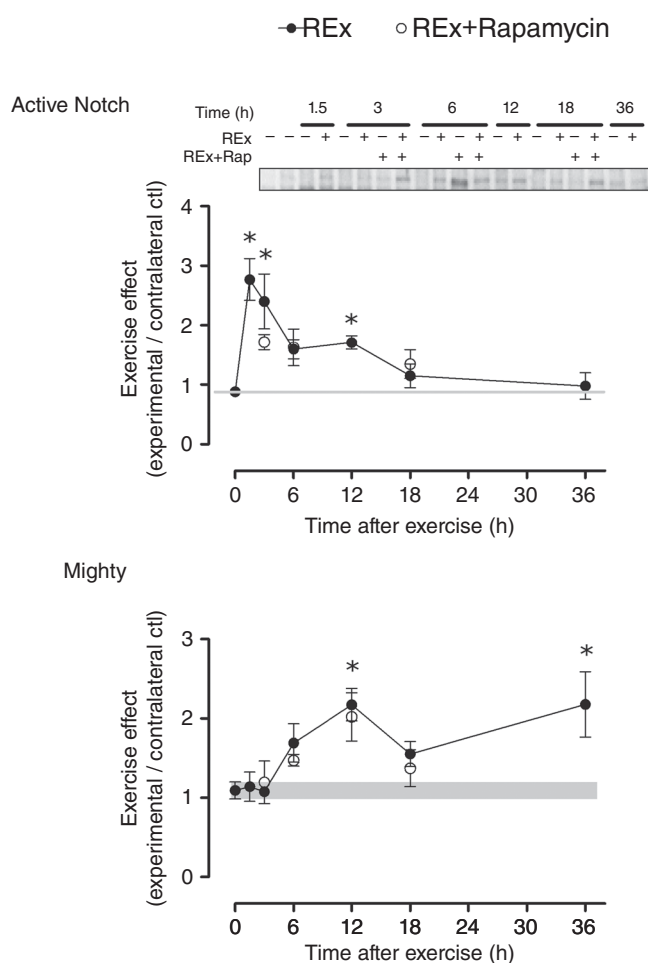 REx REx+Rapamycin
Active Notch
Time (h) 1.5 3 6 12 18 36
REx − − − + − + − + − + − + − + − + − + − +
REx+Rap + + + + + +
4
3
2
1
0
* * *
Exercise effect
(experimental / contralateral ctl)
0 6 12 18 24 30 36
Time after exercise (h)
Mighty
3
2
1
0
* *
Exercise effect
(experimental / contralateral ctl)
0 6 12 18 24 30 36
Time after exercise (h)